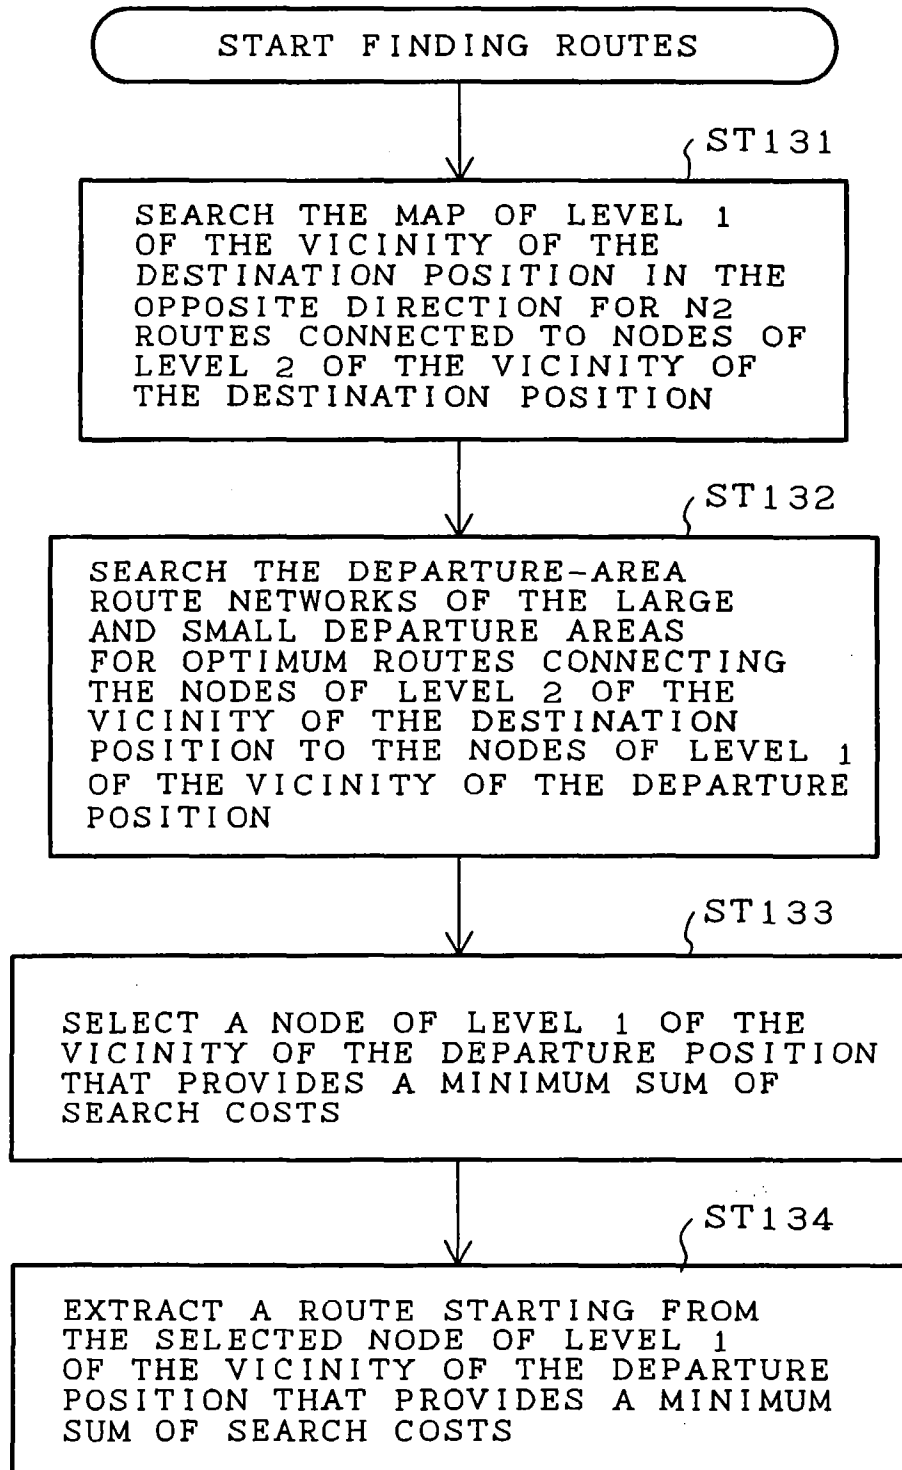 START FINDING ROUTES
ST131
SEARCH THE MAP OF LEVEL 1
OF THE VICINITY OF THE
DESTINATION POSITION IN THE
OPPOSITE DIRECTION FOR N2
ROUTES CONNECTED TO NODES OF
LEVEL 2 OF THE VICINITY OF
THE DESTINATION POSITION
ST132
SEARCH THE DEPARTURE-AREA
ROUTE NETWORKS OF THE LARGE
AND SMALL DEPARTURE AREAS
FOR OPTIMUM ROUTES CONNECTING
THE NODES OF LEVEL 2 OF THE
VICINITY OF THE DESTINATION
POSITION TO THE NODES OF LEVEL 1
OF THE VICINITY OF THE DEPARTURE
POSITION
ST133
SELECT A NODE OF LEVEL 1 OF THE
VICINITY OF THE DEPARTURE POSITION
THAT PROVIDES A MINIMUM SUM OF
SEARCH COSTS
ST134
EXTRACT A ROUTE STARTING FROM
THE SELECTED NODE OF LEVEL 1
OF THE VICINITY OF THE DEPARTURE
POSITION THAT PROVIDES A MINIMUM
SUM OF SEARCH COSTS